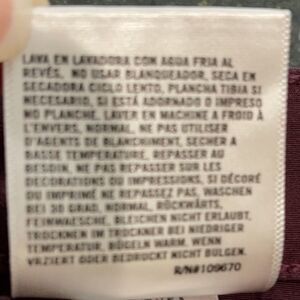 LAVA EN LAVADORA CON AGUA FRIA AL
REVÉS, NO USAR BLANQUEADOR, SECA EN
SECADORA CICLO LENTO, PLANCHA TIBIA SI
NECESARIO, SI ESTÁ ADORNADO O IMPRESO
NO PLANCHE, LAVER EN MACHINE A FROID À
L'ENVERS, NORMAL, NE PAS UTILISER
D'AGENTS DE BLANCHIMENT, SECHER A
BASSE TEMPERATURE, REPASSER AU
BESOIN, NE PAS REPASSER SUR LES
DECORATIONS OU IMPRESSIONS, SI DÉCORÉ
OU IMPRIMÉ NE REPASSEZ PAS, WASCHEN
BEI 30 GRAD, NORMAL, RÜCKWÄRTS,
FEINWAESCHE, BLEICHEN NICHT ERLAUBT,
TROCKNEN IM TROCKNER BEI NIEDRIGER
TEMPERATUR, BÜGELN WARM, WENN
VEZIERT ODER BEDRUCKT NICHT BÜLGEN.
R/N#109670